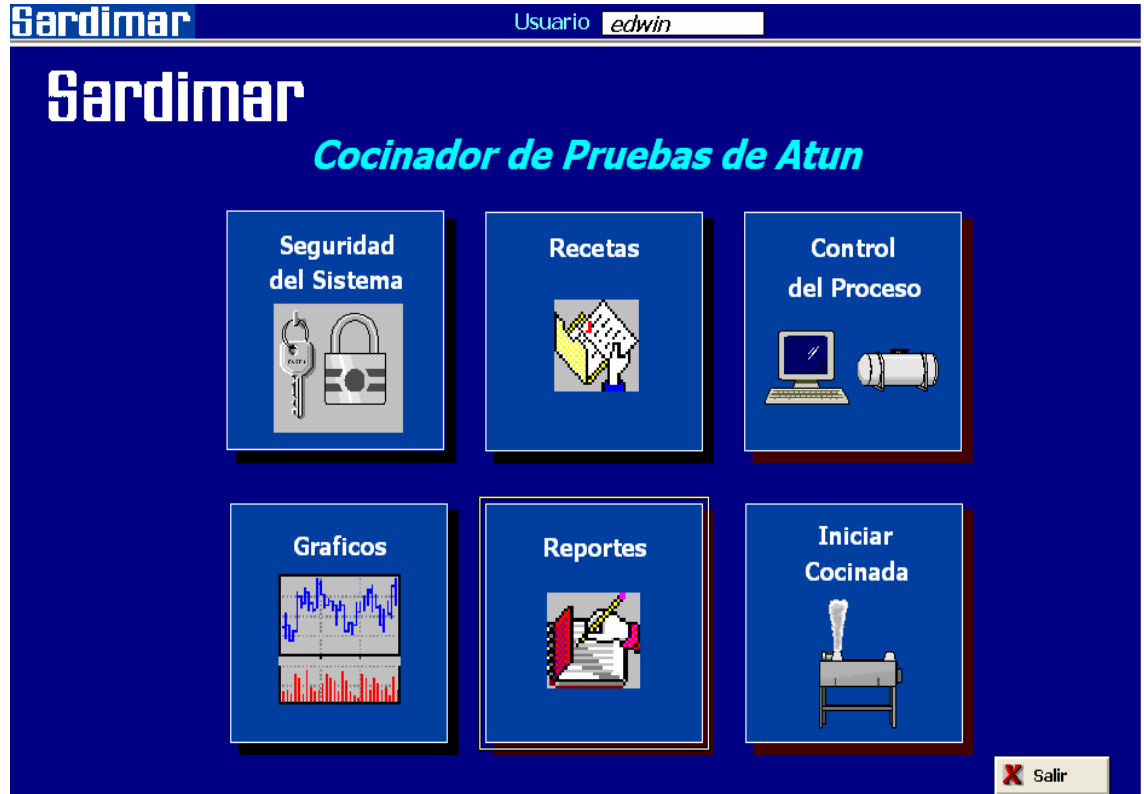 Sardimar
Usuario edwin
Sardimar
Cocinador de Pruebas de Atun
Seguridad
del Sistema
Recetas
Control
del Proceso
Graficos
Reportes
Iniciar
Cocinada
X Salir